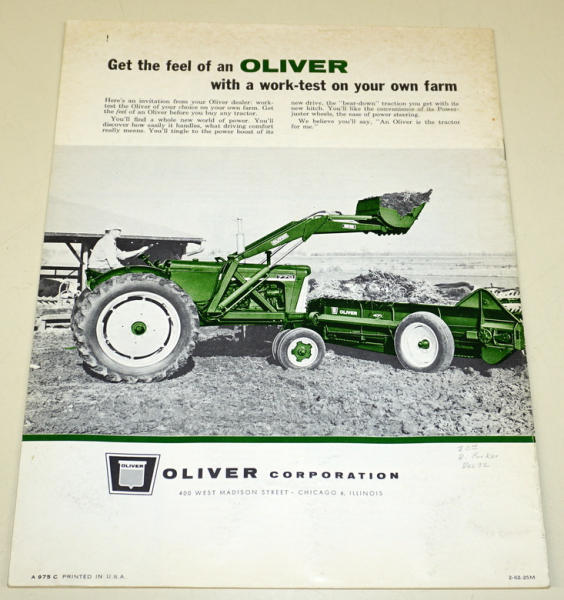 Get the feel of an OLIVER
with a work-test on your own farm
Here's an invitation from your Oliver dealer: work-
test the Oliver of your choice on your own farm. Get
the feel of an Oliver before you buy any tractor.
You'll find a whole new world of power. You'll
discover how easily it handles, what driving comfort
really means. You'll tingle to the power boost of its
new drive, the "bear-down" traction you get with its
new hitch. You'll like the convenience of its Power-
juster wheels, the ease of power steering.
We believe you'll say, "An Oliver is the tractor
for me."
OLIVER
OLIVER
OLIVER CORPORATION
400 WEST MADISON STREET - CHICAGO 6, ILLINOIS
D. Parker
Dec 72
A 975 C PRINTED IN U.S.A.
2-62-25M